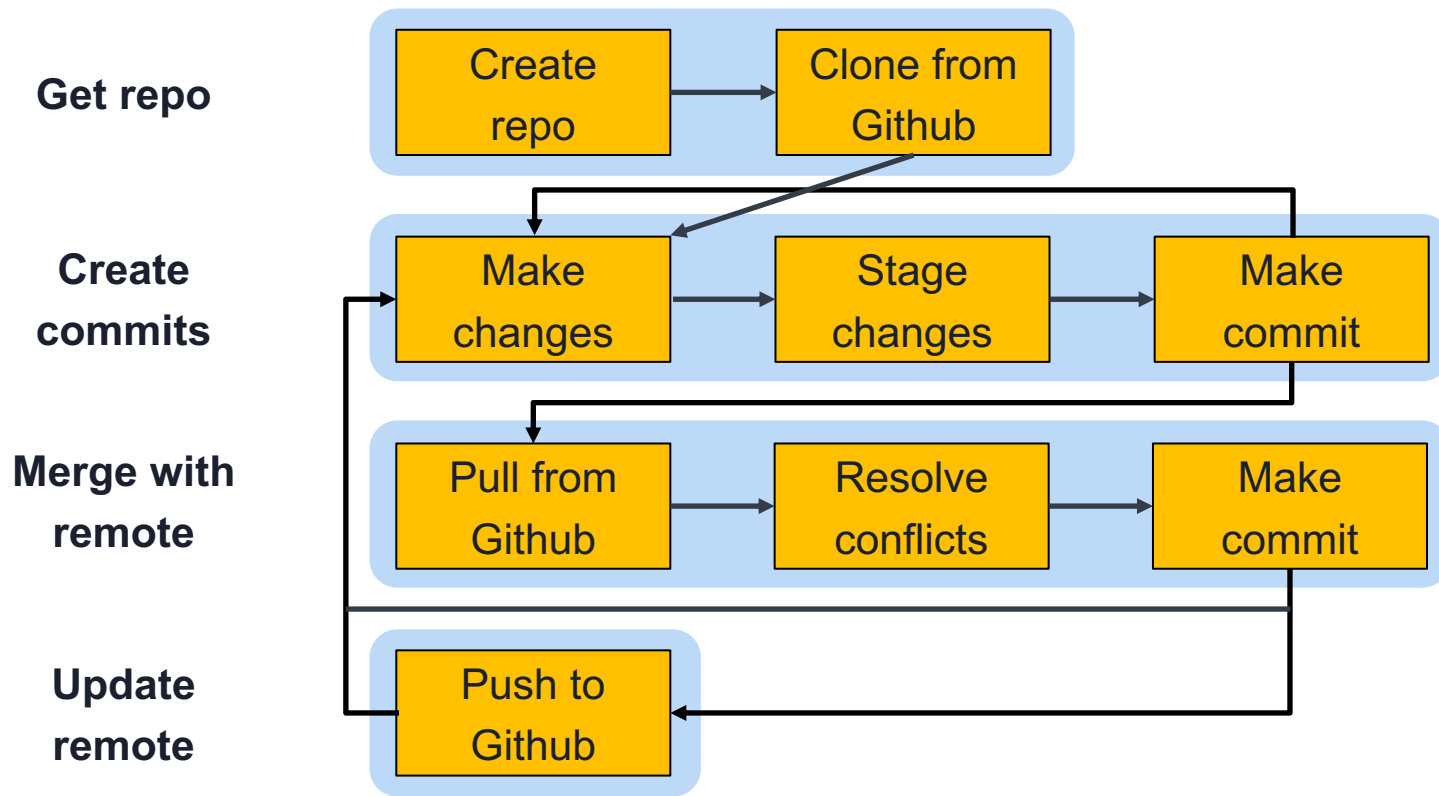 Get repo
Create
repo
Clone from
Github
Create
commits
Make
changes
Stage
changes
Make
commit
Merge with
remote
Pull from
Github
Resolve
conflicts
Make
commit
Update
remote
Push to
Github